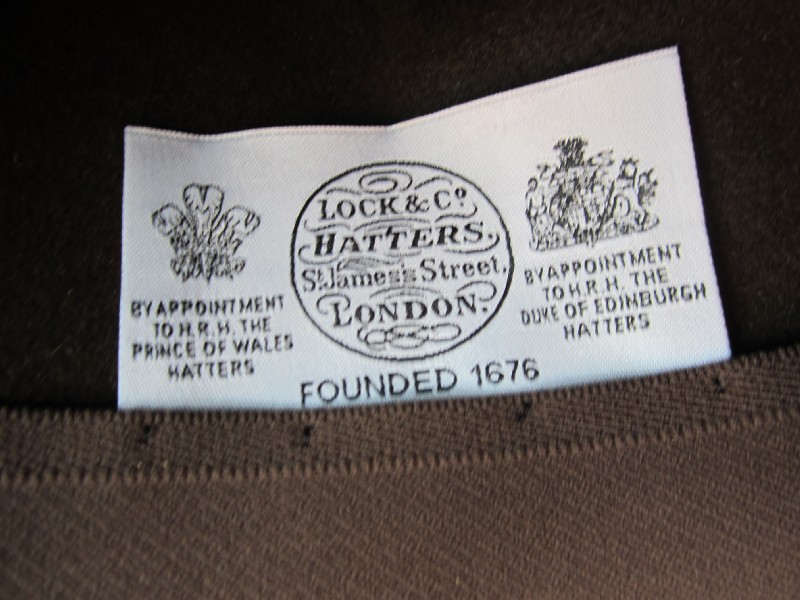 BY APPOINTMENT
TO H.R.H. THE
PRINCE OF WALES
HATTERS
LOCK & Co
HATTERS.
St. James's Street.
LONDON.
BY APPOINTMENT
TO H.R.H. THE
DUKE OF EDINBURGH
HATTERS
FOUNDED 1676